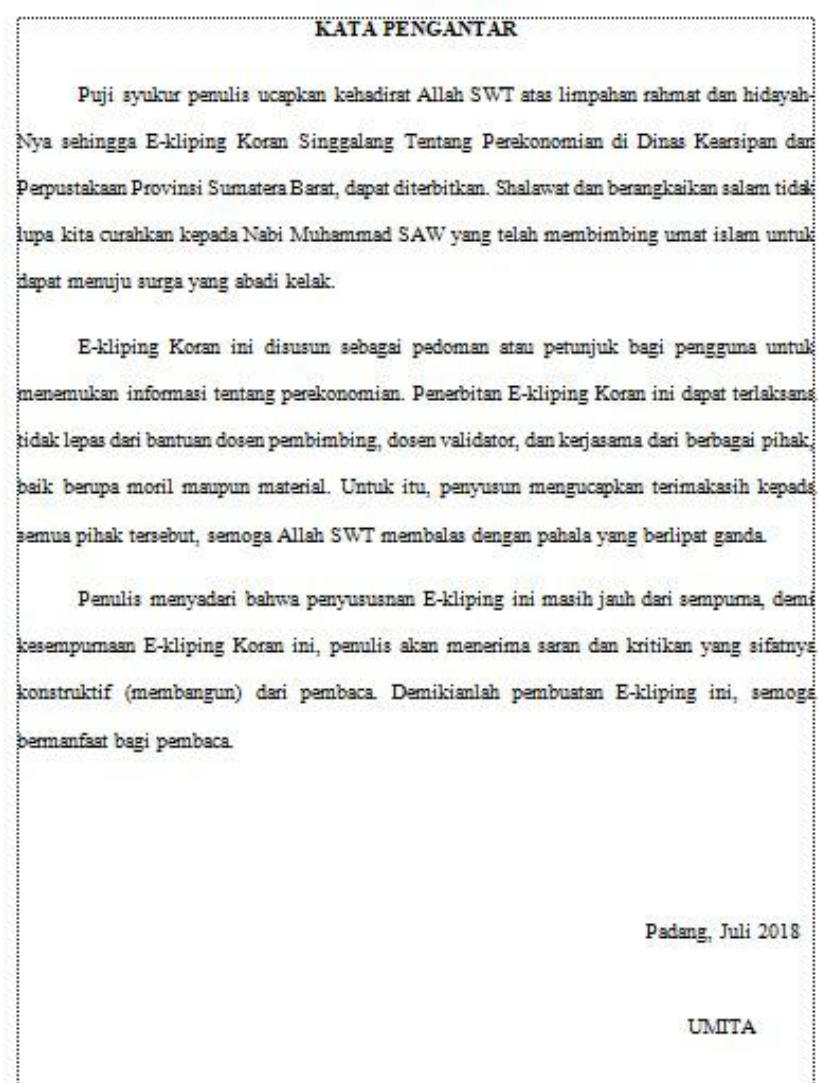 KATA PENGANTAR
Puji syukur penulis ucapkan kehadirat Allah SWT atas limpahan rahmat dan hidayah-
Nya sehingga E-kliping Koran Singgalang Tentang Perekonomian di Dinas Kearsipan dan
Perpustakaan Provinsi Sumatera Barat, dapat diterbitkan. Shalawat dan berangkaikan salam tidak
lupa kita curahkan kepada Nabi Muhammad SAW yang telah membimbing umat islam untuk
dapat menuju surga yang abadi kelak.
E-kliping Koran ini disusun sebagai pedoman atau petunjuk bagi pengguna untuk
menemukan informasi tentang perekonomian. Penerbitan E-kliping Koran ini dapat terlaksana
tidak lepas dari bantuan dosen pembimbing, dosen validator, dan kerjasama dari berbagai pihak,
baik berupa moril maupun material. Untuk itu, penyusun mengucapkan terimakasih kepada
semua pihak tersebut, semoga Allah SWT membalas dengan pahala yang berlipat ganda.
Penulis menyadari bahwa penyususnan E-kliping ini masih jauh dari sempurna, demi
kesempurnaan E-kliping Koran ini, penulis akan menerima saran dan kritikan yang sifatnya
konstruktif (membangun) dari pembaca. Demikianlah pembuatan E-kliping ini, semoga
bermanfaat bagi pembaca.
Padang, Juli 2018
UMITA